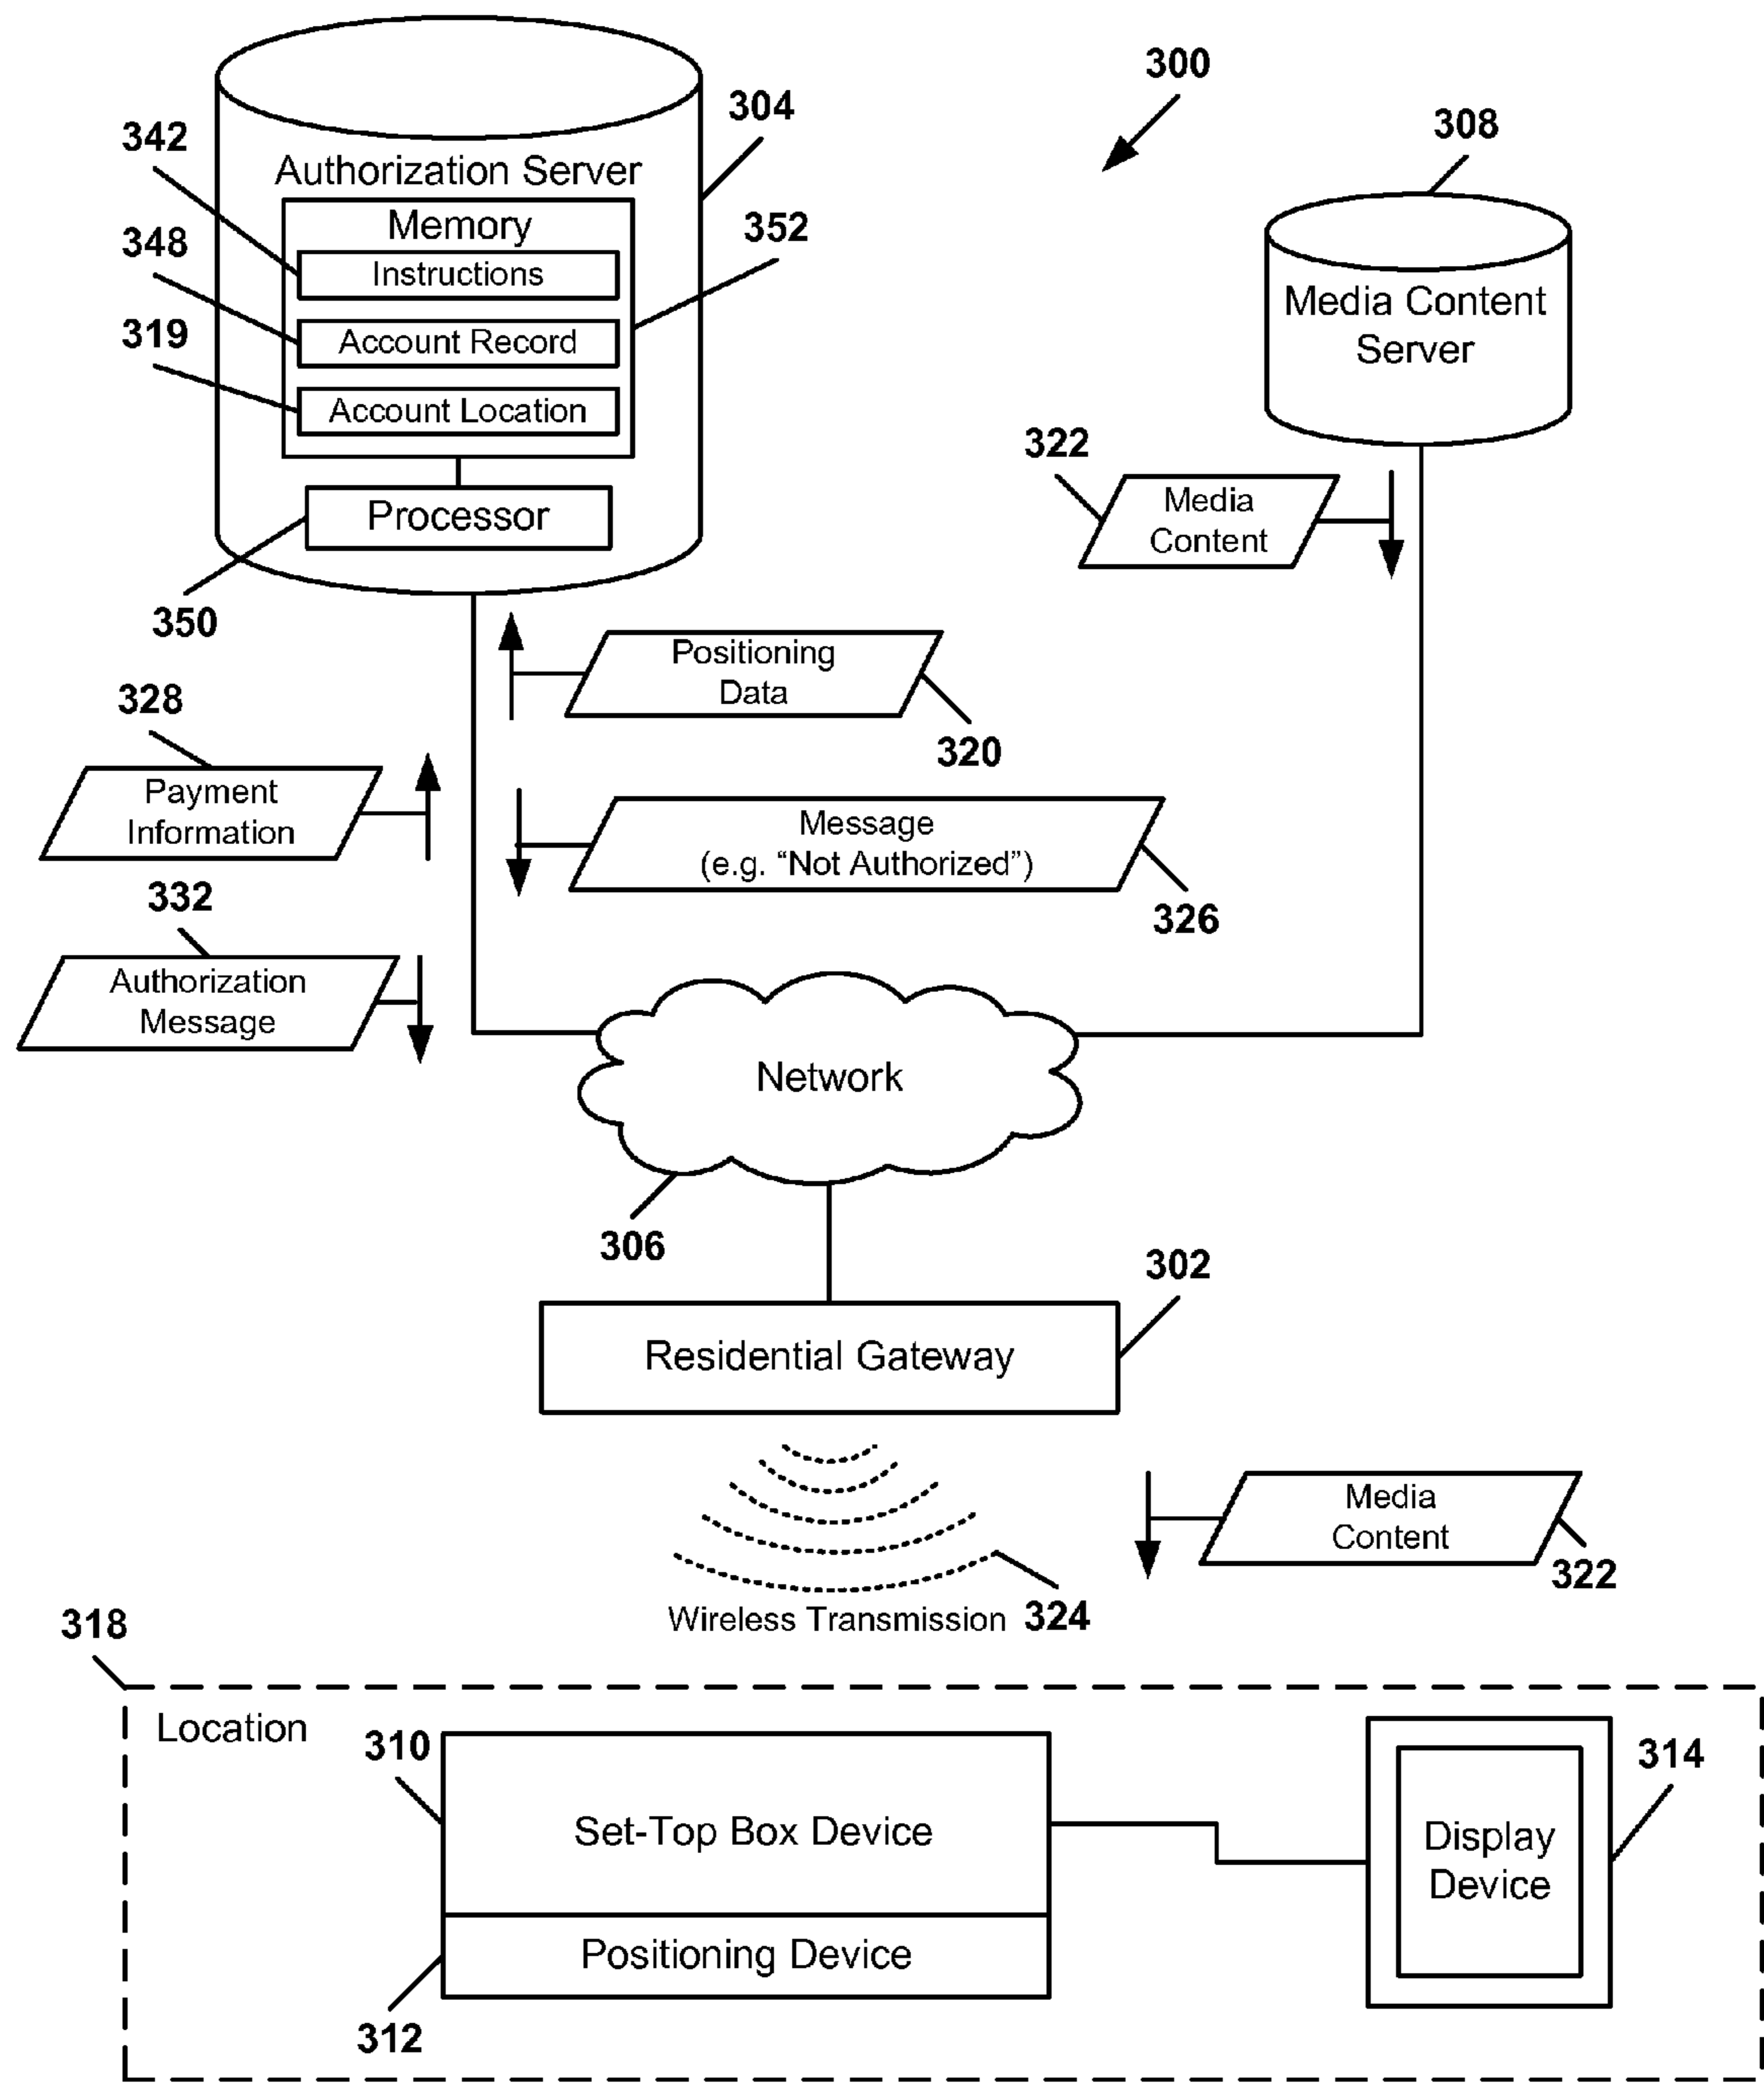 300
304
308
342
Authorization Server
Memory
352
348
Instructions
319
Account Record
Media Content
Server
Account Location
322
Media
Content
Processor
350
Positioning
Data
320
328
Payment
Information
Message
(e.g. “Not Authorized”)
326
332
Authorization
Message
Network
306
302
Residential Gateway
Media
Content
322
Wireless Transmission 324
318
Location
310
314
Set-Top Box Device
Display
Device
Positioning Device
312